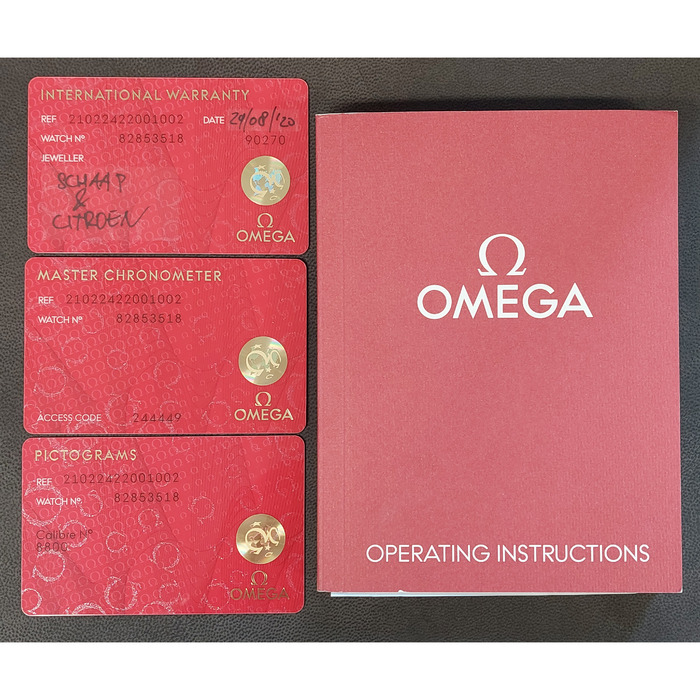 INTERNATIONAL WARRANTY
REF 21022422001002 DATE 29/08/'20
WATCH Nº 82853518 90270
JEWELLER
SCHAAP
&
CITROEN
Ω
OMEGA
MASTER CHRONOMETER
REF 21022422001002
WATCH Nº 82853518
ACCESS CODE 244449
Ω
OMEGA
PICTOGRAMS
REF 21022422001002
WATCH Nº 82853518
Calibre Nº
8800
Ω
OMEGA
Ω
OMEGA
OPERATING INSTRUCTIONS